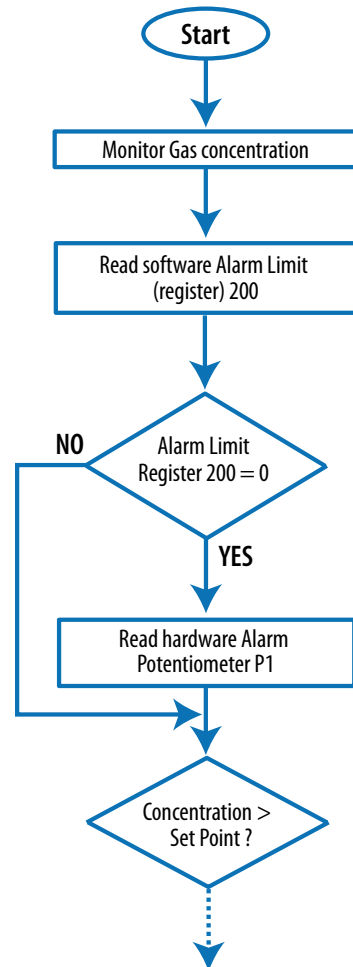 Start
Monitor Gas concentration
Read software Alarm Limit
(register) 200
NO
Alarm Limit
Register 200 = 0
YES
Read hardware Alarm
Potentiometer P1
Concentration >
Set Point ?